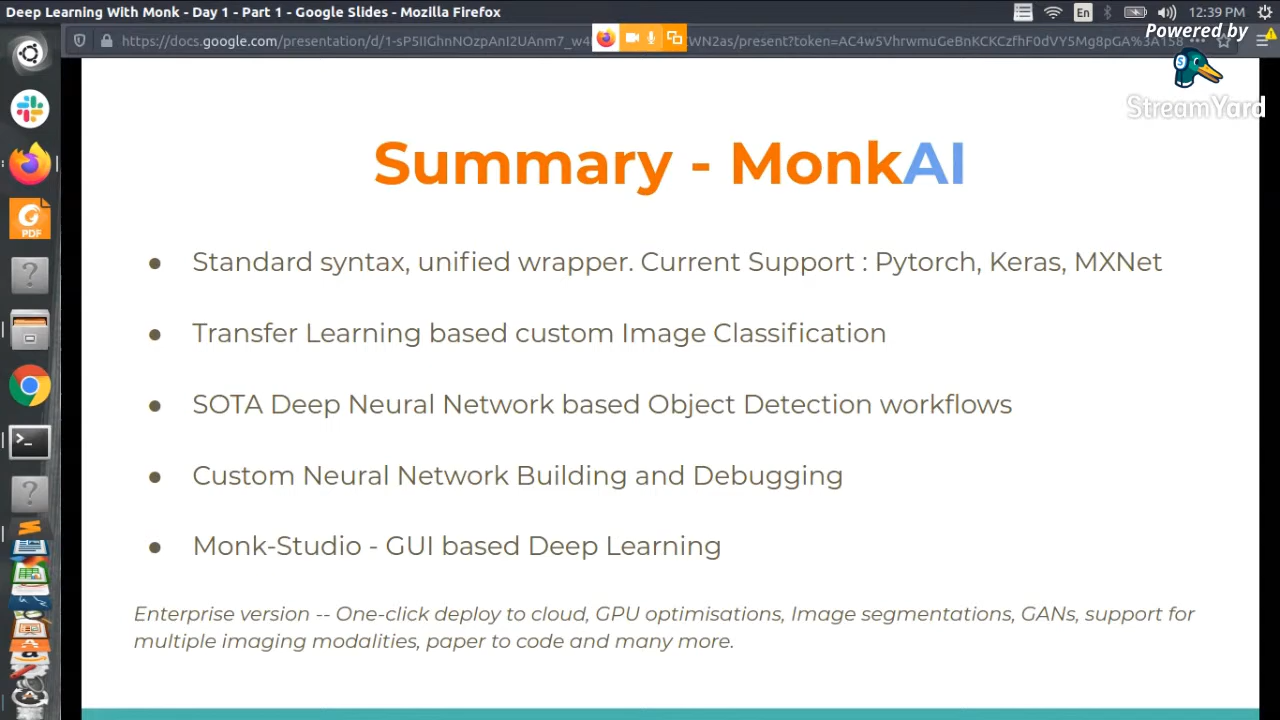 Deep Learning With Monk - Day 1 - Part 1 - Google Slides - Mozilla Firefox
En
12:39 PM
Powered by
StreamYard
Summary - MonkAI
● Standard syntax, unified wrapper. Current Support : Pytorch, Keras, MXNet
● Transfer Learning based custom Image Classification
● SOTA Deep Neural Network based Object Detection workflows
● Custom Neural Network Building and Debugging
● Monk-Studio - GUI based Deep Learning
Enterprise version -- One-click deploy to cloud, GPU optimisations, Image segmentations, GANs, support for
multiple imaging modalities, paper to code and many more.
PDF